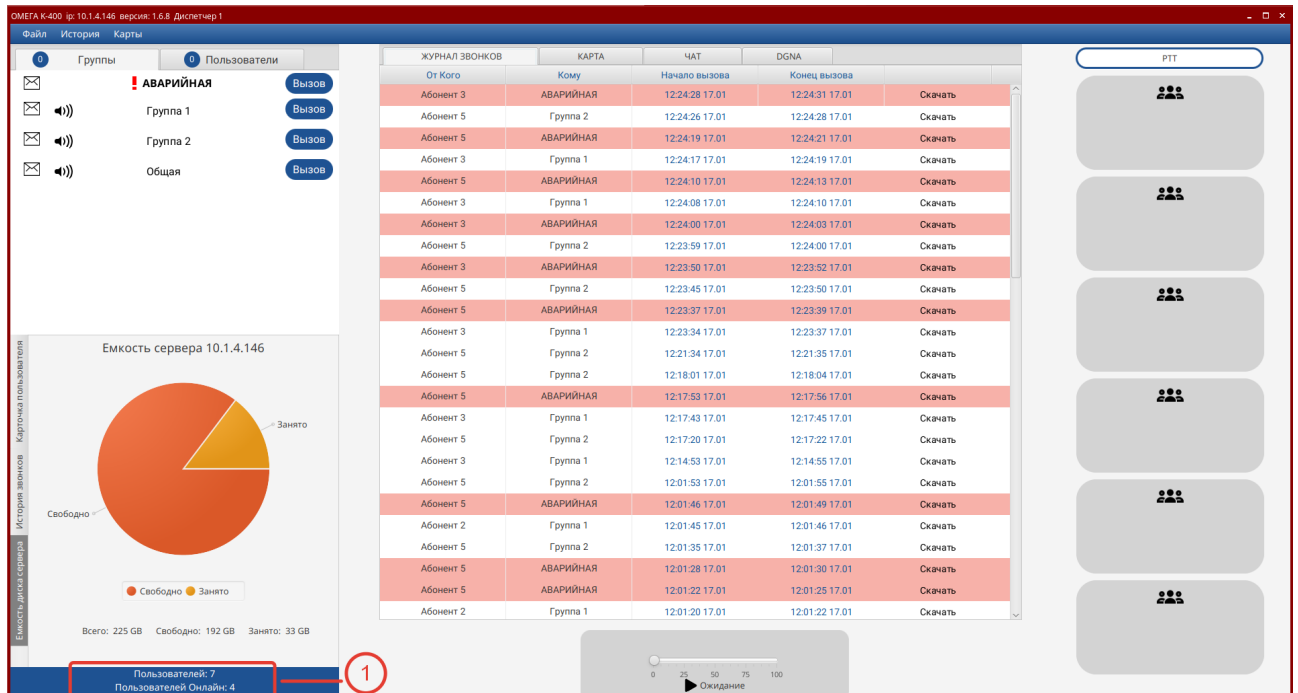 ОМЕГА К-400 ip: 10.1.4.146 версия: 1.6.8 Диспетчер 1
Файл История Карты
0 Группы 0 Пользователи
АВАРИЙНАЯ Вызов
Группа 1 Вызов
Группа 2 Вызов
Общая Вызов
Карточка пользователя
История звонков
Емкость диска сервера
Емкость сервера 10.1.4.146
Занято
Свободно
Свободно Занято
Всего: 225 GB Свободно: 192 GB Занято: 33 GB
Пользователей: 7
Пользователей Онлайн: 4
1
ЖУРНАЛ ЗВОНКОВ КАРТА ЧАТ DGNA
От Кого Кому Начало вызова Конец вызова
Абонент 3 АВАРИЙНАЯ 12:24:28 17.01 12:24:31 17.01 Скачать
Абонент 5 Группа 2 12:24:26 17.01 12:24:28 17.01 Скачать
Абонент 5 АВАРИЙНАЯ 12:24:19 17.01 12:24:21 17.01 Скачать
Абонент 3 Группа 1 12:24:17 17.01 12:24:19 17.01 Скачать
Абонент 5 АВАРИЙНАЯ 12:24:10 17.01 12:24:13 17.01 Скачать
Абонент 3 Группа 1 12:24:08 17.01 12:24:10 17.01 Скачать
Абонент 3 АВАРИЙНАЯ 12:24:00 17.01 12:24:03 17.01 Скачать
Абонент 5 Группа 2 12:23:59 17.01 12:24:00 17.01 Скачать
Абонент 3 АВАРИЙНАЯ 12:23:50 17.01 12:23:52 17.01 Скачать
Абонент 5 Группа 2 12:23:45 17.01 12:23:50 17.01 Скачать
Абонент 5 АВАРИЙНАЯ 12:23:37 17.01 12:23:39 17.01 Скачать
Абонент 3 Группа 1 12:23:34 17.01 12:23:37 17.01 Скачать
Абонент 5 Группа 2 12:21:34 17.01 12:21:35 17.01 Скачать
Абонент 5 Группа 2 12:18:01 17.01 12:18:04 17.01 Скачать
Абонент 5 АВАРИЙНАЯ 12:17:53 17.01 12:17:56 17.01 Скачать
Абонент 3 Группа 1 12:17:43 17.01 12:17:45 17.01 Скачать
Абонент 5 Группа 2 12:17:20 17.01 12:17:22 17.01 Скачать
Абонент 3 Группа 1 12:14:53 17.01 12:14:55 17.01 Скачать
Абонент 5 Группа 2 12:01:53 17.01 12:01:55 17.01 Скачать
Абонент 5 АВАРИЙНАЯ 12:01:46 17.01 12:01:49 17.01 Скачать
Абонент 2 Группа 1 12:01:45 17.01 12:01:46 17.01 Скачать
Абонент 5 Группа 2 12:01:35 17.01 12:01:37 17.01 Скачать
Абонент 5 АВАРИЙНАЯ 12:01:28 17.01 12:01:30 17.01 Скачать
Абонент 5 АВАРИЙНАЯ 12:01:22 17.01 12:01:25 17.01 Скачать
Абонент 2 Группа 1 12:01:20 17.01 12:01:22 17.01 Скачать
0 25 50 75 100
Ожидание
PTT